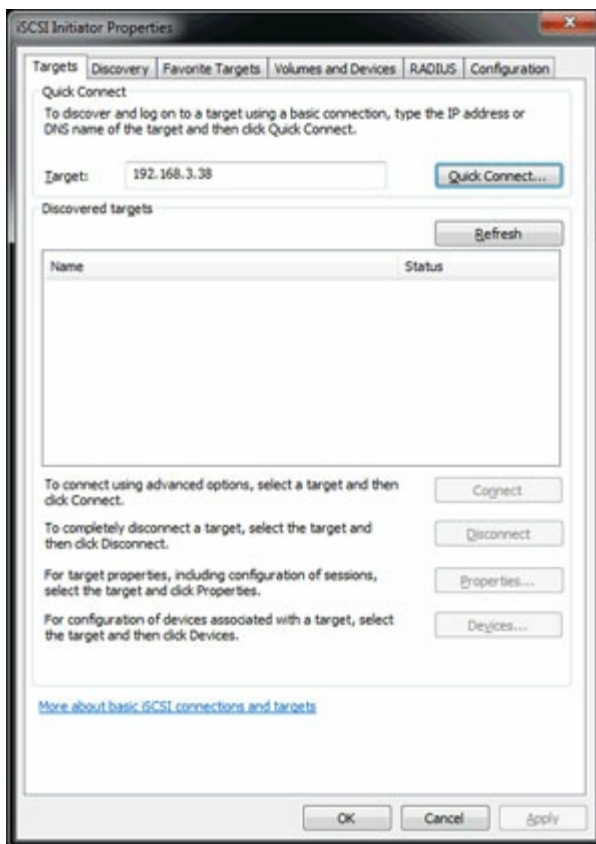 iSCSI Initiator Properties
Targets Discovery Favorite Targets Volumes and Devices RADIUS Configuration
Quick Connect
To discover and log on to a target using a basic connection, type the IP address or
DNS name of the target and then click Quick Connect.
Target: 192.168.3.38 Quick Connect...
Discovered targets
Refresh
Name Status
To connect using advanced options, select a target and then
click Connect.
Connect
To completely disconnect a target, select the target and
then click Disconnect.
Disconnect
For target properties, including configuration of sessions,
select the target and click Properties.
Properties...
For configuration of devices associated with a target, select
the target and then click Devices.
Devices...
More about basic iSCSI connections and targets
OK Cancel Apply